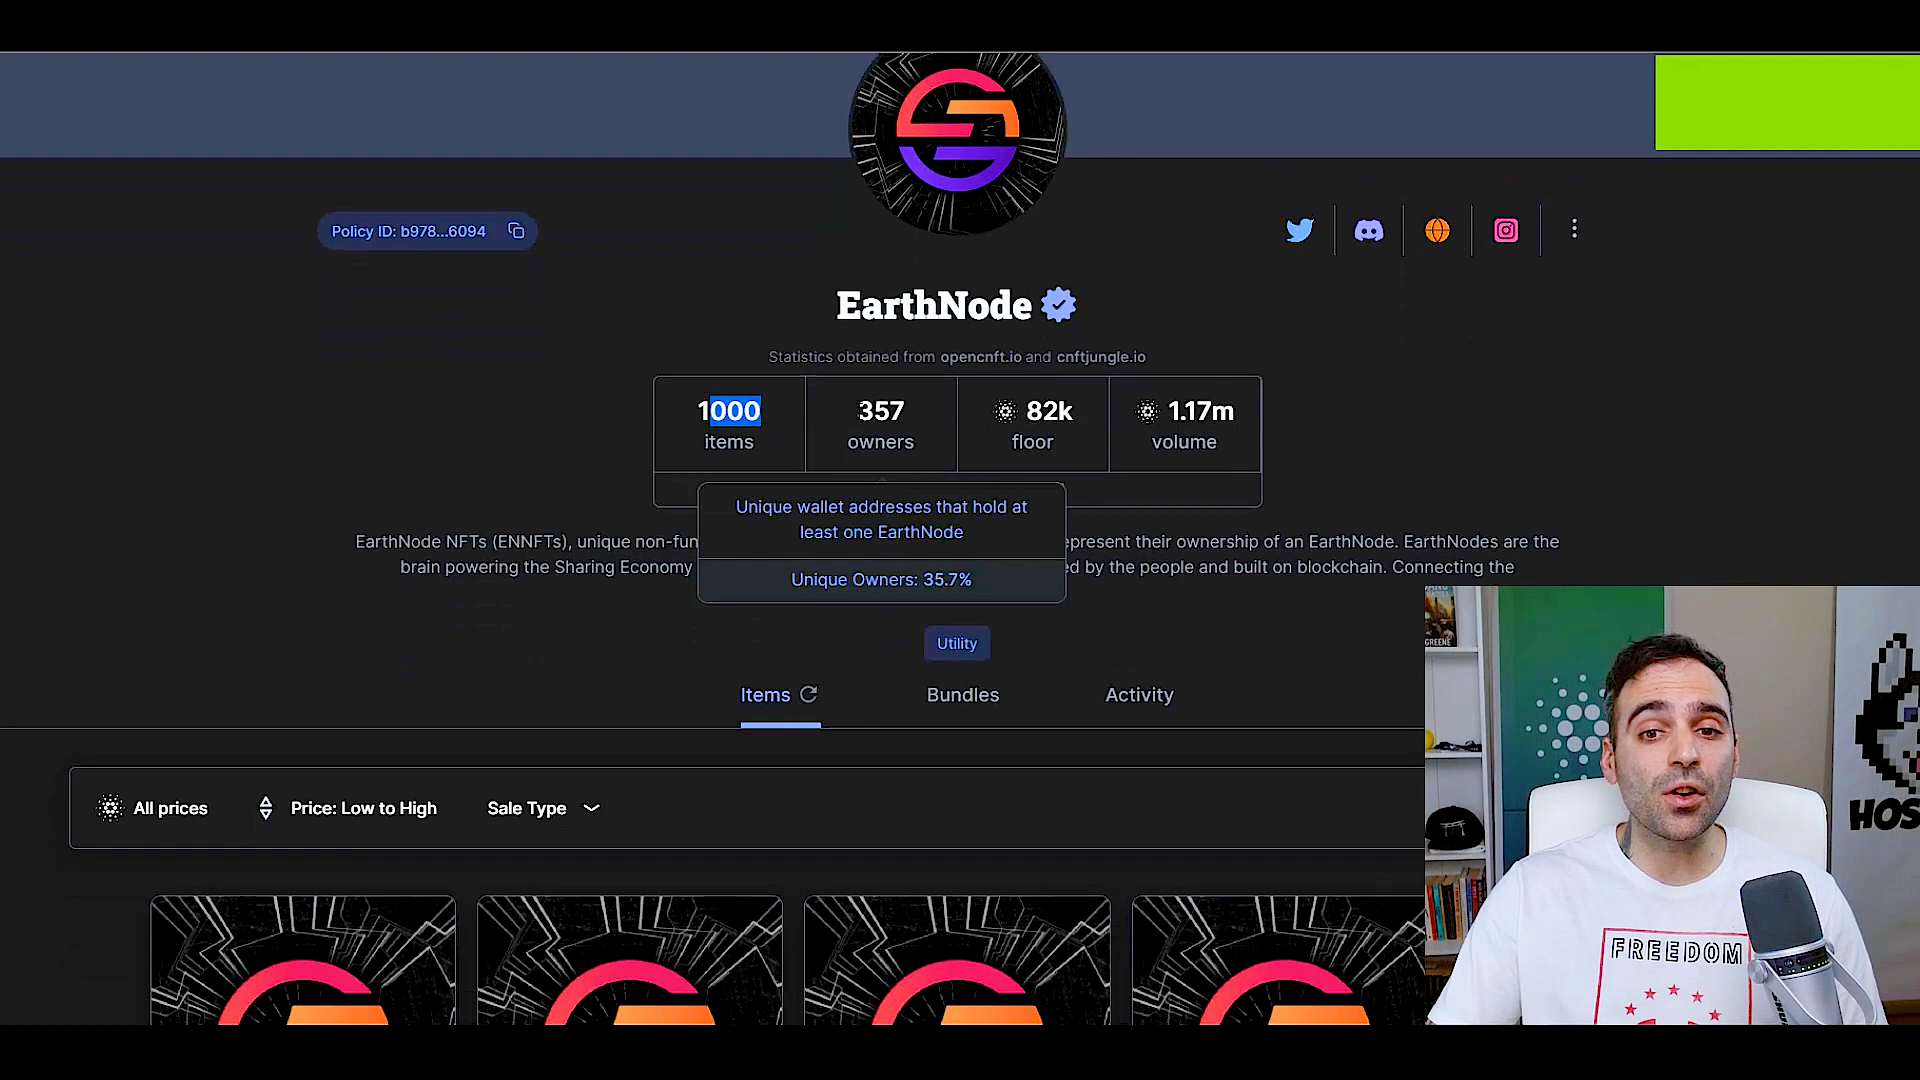 Policy ID: b978...6094
EarthNode
Statistics obtained from opencnft.io and cnftjungle.io
1000
items
357
owners
82k
floor
1.17m
volume
Unique wallet addresses that hold at
least one EarthNode
Unique Owners: 35.7%
EarthNode NFTs (ENNFTs), unique non-fun
epresent their ownership of an EarthNode. EarthNodes are the
brain powering the Sharing Economy
ed by the people and built on blockchain. Connecting the
Utility
Items
Bundles
Activity
All prices
Price: Low to High
Sale Type
GREENE
HOS
FREEDOM